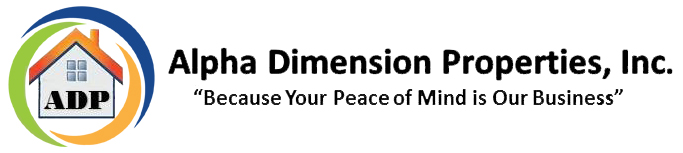 ADP
Alpha Dimension Properties, Inc.
“Because Your Peace of Mind is Our Business”